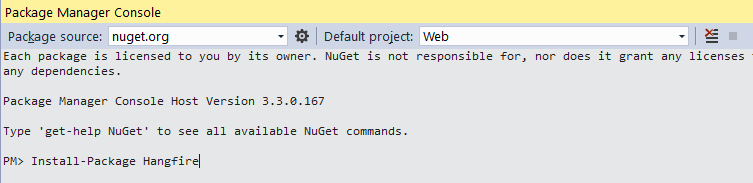 Package Manager Console
Package source: nuget.org Default project: Web
Each package is licensed to you by its owner. NuGet is not responsible for, nor does it grant any licenses
any dependencies.
Package Manager Console Host Version 3.3.0.167
Type 'get-help NuGet' to see all available NuGet commands.
PM> Install-Package Hangfire